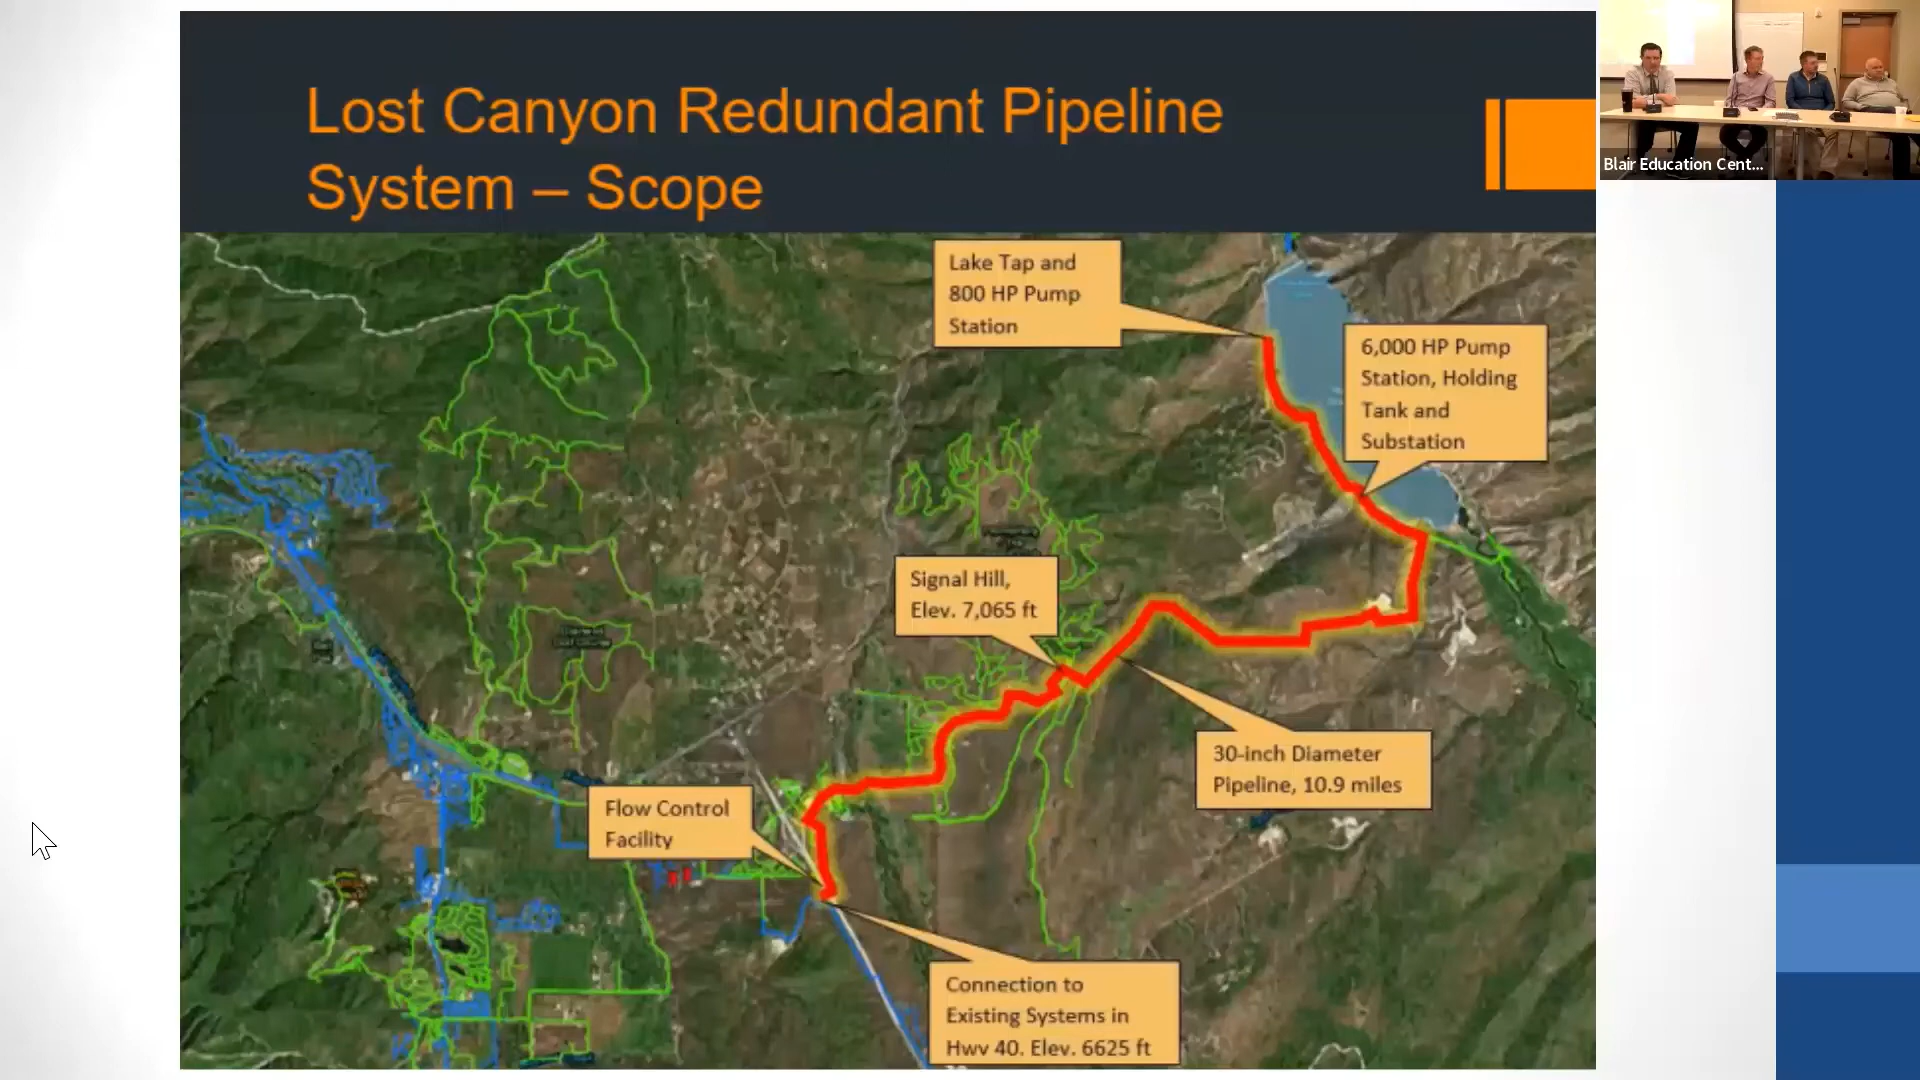 Lost Canyon Redundant Pipeline
System – Scope
Blair Education Cent...
Lake Tap and
800 HP Pump
Station
6,000 HP Pump
Station, Holding
Tank and
Substation
Signal Hill,
Elev. 7,065 ft
30-inch Diameter
Pipeline, 10.9 miles
Flow Control
Facility
Connection to
Existing Systems in
Hwy 40. Elev. 6625 ft